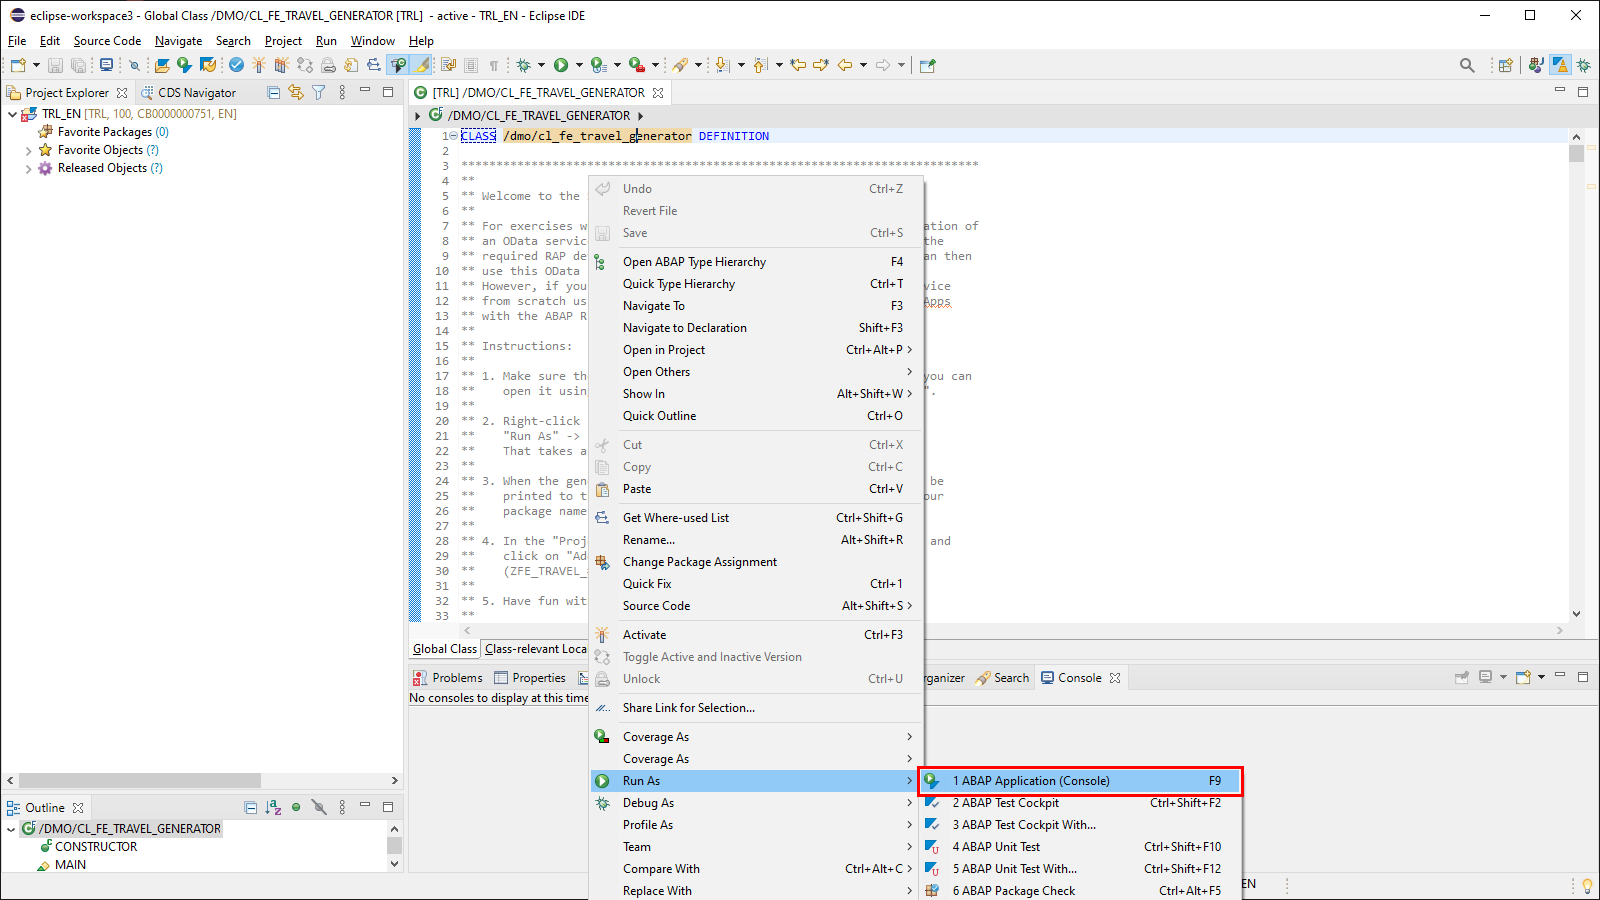 eclipse-workspace3 - Global Class /DMO/CL_FE_TRAVEL_GENERATOR [TRL]  - active - TRL_EN - Eclipse IDE
File Edit Source Code Navigate Search Project Run Window Help
Project Explorer
CDS Navigator
TRL_EN [TRL, 100, CB0000000751, EN]
Favorite Packages (0)
Favorite Objects (?)
Released Objects (?)
[TRL] /DMO/CL_FE_TRAVEL_GENERATOR
/DMO/CL_FE_TRAVEL_GENERATOR
1 CLASS /dmo/cl_fe_travel_generator DEFINITION
2
3 **************************************************************************
4 **
5 ** Welcome to the
6 **
7 ** For exercises w ation of
8 ** an OData servic the
9 ** required RAP de an then
10 ** use this OData
11 ** However, if you vice
12 ** from scratch us Apps
13 ** with the ABAP R
14 **
15 ** Instructions:
16 **
17 ** 1. Make sure th you can
18 ** open it usin ".
19 **
20 ** 2. Right-click
21 ** "Run As" ->
22 ** That takes a
23 **
24 ** 3. When the gen be
25 ** printed to t our
26 ** package name
27 **
28 ** 4. In the "Proj and
29 ** click on "Ad
30 ** (ZFE_TRAVEL_
31 **
32 ** 5. Have fun wit
33 **
Undo Ctrl+Z
Revert File
Save Ctrl+S
Open ABAP Type Hierarchy F4
Quick Type Hierarchy Ctrl+T
Navigate To F3
Navigate to Declaration Shift+F3
Open in Project Ctrl+Alt+P
Open Others
Show In Alt+Shift+W
Quick Outline Ctrl+O
Cut Ctrl+X
Copy Ctrl+C
Paste Ctrl+V
Get Where-used List Ctrl+Shift+G
Rename... Alt+Shift+R
Change Package Assignment
Quick Fix Ctrl+1
Source Code Alt+Shift+S
Activate Ctrl+F3
Toggle Active and Inactive Version
Unlock Ctrl+U
Share Link for Selection...
Coverage As
Coverage As
Run As
Debug As
Profile As
Team
Compare With Ctrl+Alt+C
Replace With
1 ABAP Application (Console) F9
2 ABAP Test Cockpit Ctrl+Shift+F2
3 ABAP Test Cockpit With...
4 ABAP Unit Test Ctrl+Shift+F10
5 ABAP Unit Test With... Ctrl+Shift+F12
6 ABAP Package Check Ctrl+Alt+F5
Global Class Class-relevant Loca
Problems Properties rganizer Search Console
No consoles to display at this time
Outline
/DMO/CL_FE_TRAVEL_GENERATOR
CONSTRUCTOR
MAIN
EN